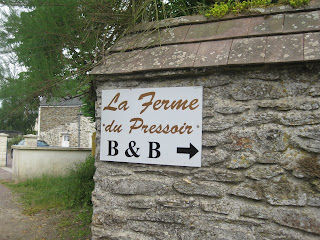 La Ferme
du Pressoir
B & B →